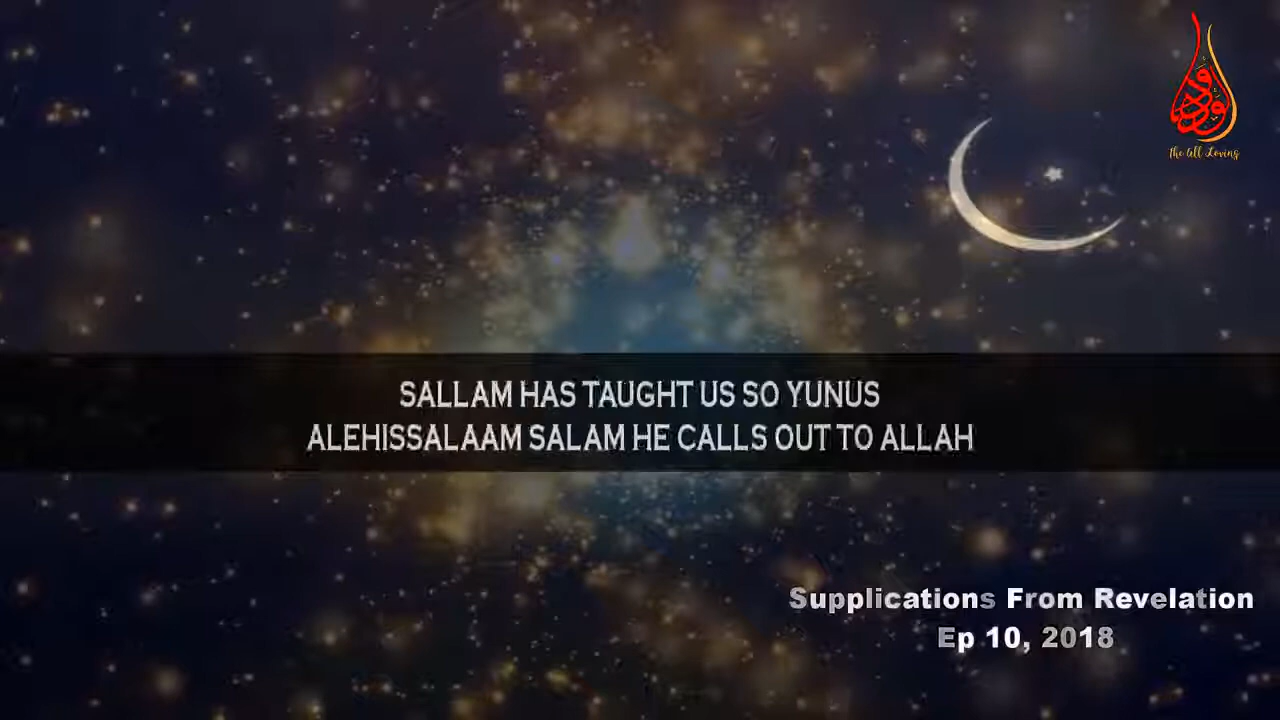 The All Loving
SALLAM HAS TAUGHT US SO YUNUS
ALEHISSALAAM SALAM HE CALLS OUT TO ALLAH
Supplications From Revelation
Ep 10, 2018